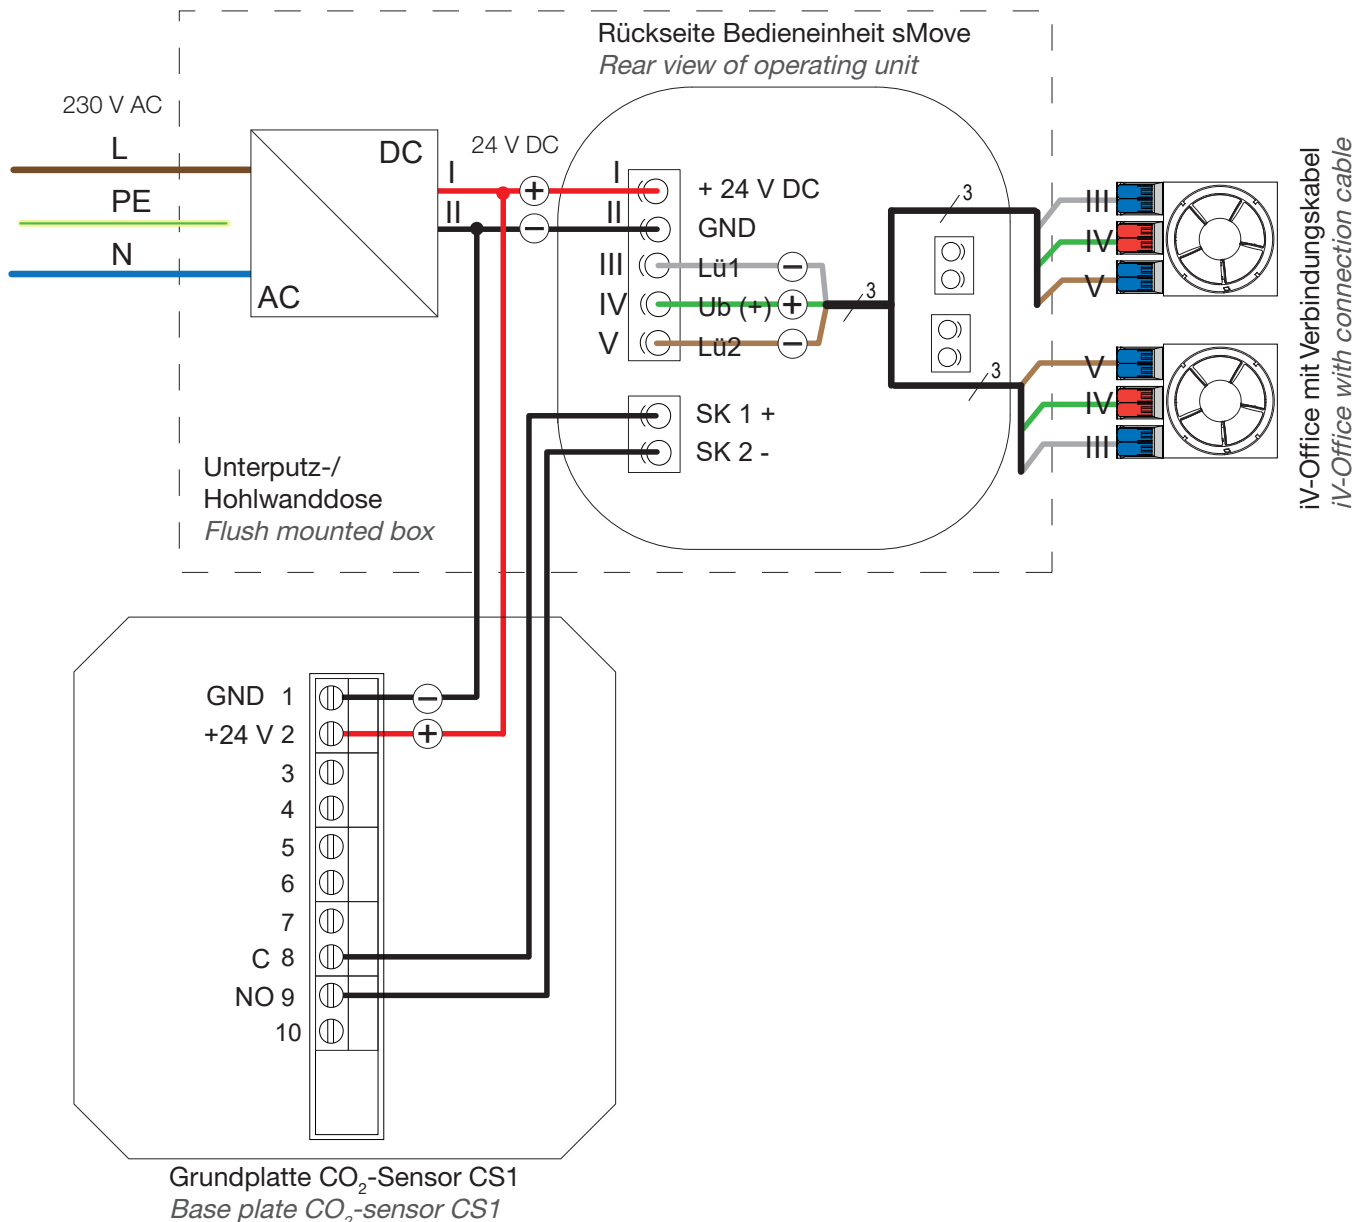 Rückseite Bedieneinheit sMove
Rear view of operating unit
230 V AC
L
PE
N
DC
AC
24 V DC
I
II
I
II
III
IV
V
+ 24 V DC
GND
Lü1
Ub (+)
Lü2
3
3
3
SK 1 +
SK 2 -
III
IV
V
V
IV
III
iV-Office mit Verbindungskabel
iV-Office with connection cable
Unterputz-/
Hohlwanddose
Flush mounted box
GND 1
+24 V 2
3
4
5
6
7
C 8
NO 9
10
Grundplatte CO₂-Sensor CS1
Base plate CO₂-sensor CS1